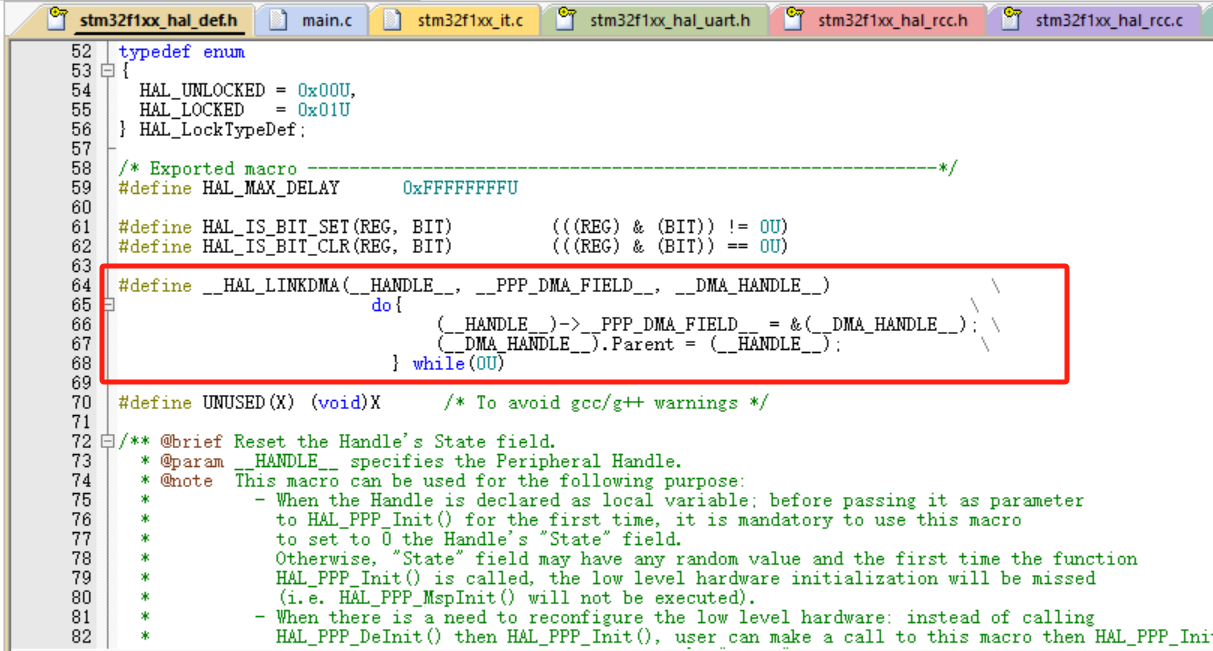 stm32f1xx_hal_def.h main.c stm32f1xx_it.c stm32f1xx_hal_uart.h stm32f1xx_hal_rcc.h stm32f1xx_hal_rcc.c
52 typedef enum
53 {
54 HAL_UNLOCKED = 0x00U,
55 HAL_LOCKED = 0x01U
56 } HAL_LockTypeDef;
57
58 /* Exported macro ------------------------------------------------------------*/
59 #define HAL_MAX_DELAY 0xFFFFFFFFU
60
61 #define HAL_IS_BIT_SET(REG, BIT) (((REG) & (BIT)) != 0U)
62 #define HAL_IS_BIT_CLR(REG, BIT) (((REG) & (BIT)) == 0U)
63
64 #define __HAL_LINKDMA(__HANDLE__, __PPP_DMA_FIELD__, __DMA_HANDLE__) \
65 do{ \
66 (__HANDLE__)->__PPP_DMA_FIELD__ = &(__DMA_HANDLE__); \
67 (__DMA_HANDLE__).Parent = (__HANDLE__); \
68 } while(0U)
69
70 #define UNUSED(X) (void)X /* To avoid gcc/g++ warnings */
71
72 /** @brief Reset the Handle's State field.
73 * @param __HANDLE__ specifies the Peripheral Handle.
74 * @note This macro can be used for the following purpose:
75 * - When the Handle is declared as local variable; before passing it as parameter
76 * to HAL_PPP_Init() for the first time, it is mandatory to use this macro
77 * to set to 0 the Handle's "State" field.
78 * Otherwise, "State" field may have any random value and the first time the function
79 * HAL_PPP_Init() is called, the low level hardware initialization will be missed
80 * (i.e. HAL_PPP_MspInit() will not be executed).
81 * - When there is a need to reconfigure the low level hardware: instead of calling
82 * HAL_PPP_DeInit() then HAL_PPP_Init(), user can make a call to this macro then HAL_PPP_Ini